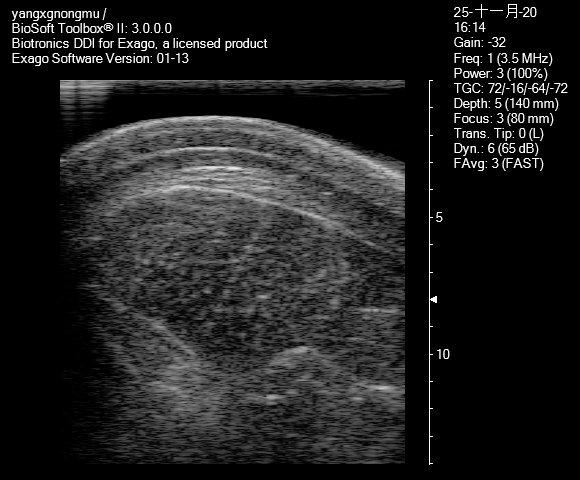 yangxgnongmu /
BioSoft Toolbox® II: 3.0.0.0
Biotronics DDI for Exago, a licensed product
Exago Software Version: 01-13
25-十一月-20
16:14
Gain: -32
Freq: 1 (3.5 MHz)
Power: 3 (100%)
TGC: 72/-16/-64/-72
Depth: 5 (140 mm)
Focus: 3 (80 mm)
Trans. Tip: 0 (L)
Dyn.: 6 (65 dB)
FAvg: 3 (FAST)
5
10